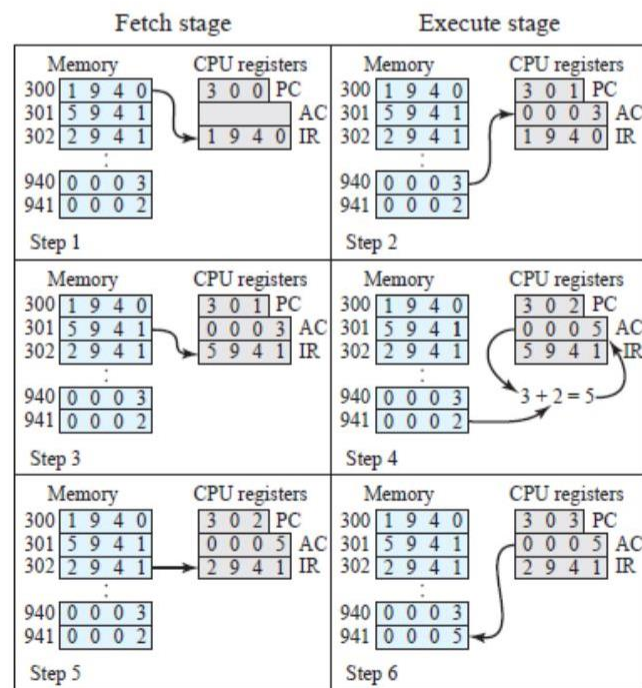 Fetch stage
Execute stage
Memory
CPU registers
300 1 9 4 0
3 0 0 PC
301 5 9 4 1
AC
302 2 9 4 1
1 9 4 0 IR
:
940 0 0 0 3
941 0 0 0 2
Step 1
Memory
CPU registers
300 1 9 4 0
3 0 1 PC
301 5 9 4 1
0 0 0 3 AC
302 2 9 4 1
1 9 4 0 IR
:
940 0 0 0 3
941 0 0 0 2
Step 2
Memory
CPU registers
300 1 9 4 0
3 0 1 PC
301 5 9 4 1
0 0 0 3 AC
302 2 9 4 1
5 9 4 1 IR
:
940 0 0 0 3
941 0 0 0 2
Step 3
Memory
CPU registers
300 1 9 4 0
3 0 2 PC
301 5 9 4 1
0 0 0 5 AC
302 2 9 4 1
5 9 4 1 IR
:
940 0 0 0 3
3 + 2 = 5
941 0 0 0 2
Step 4
Memory
CPU registers
300 1 9 4 0
3 0 2 PC
301 5 9 4 1
0 0 0 5 AC
302 2 9 4 1
2 9 4 1 IR
:
940 0 0 0 3
941 0 0 0 2
Step 5
Memory
CPU registers
300 1 9 4 0
3 0 3 PC
301 5 9 4 1
0 0 0 5 AC
302 2 9 4 1
2 9 4 1 IR
:
940 0 0 0 3
941 0 0 0 5
Step 6